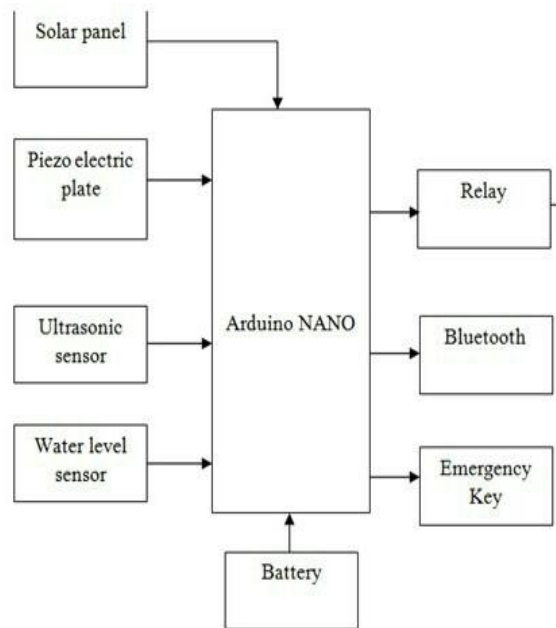 Solar panel
Piezo electric
plate
Ultrasonic
sensor
Water level
sensor
Arduino NANO
Battery
Relay
Bluetooth
Emergency
Key